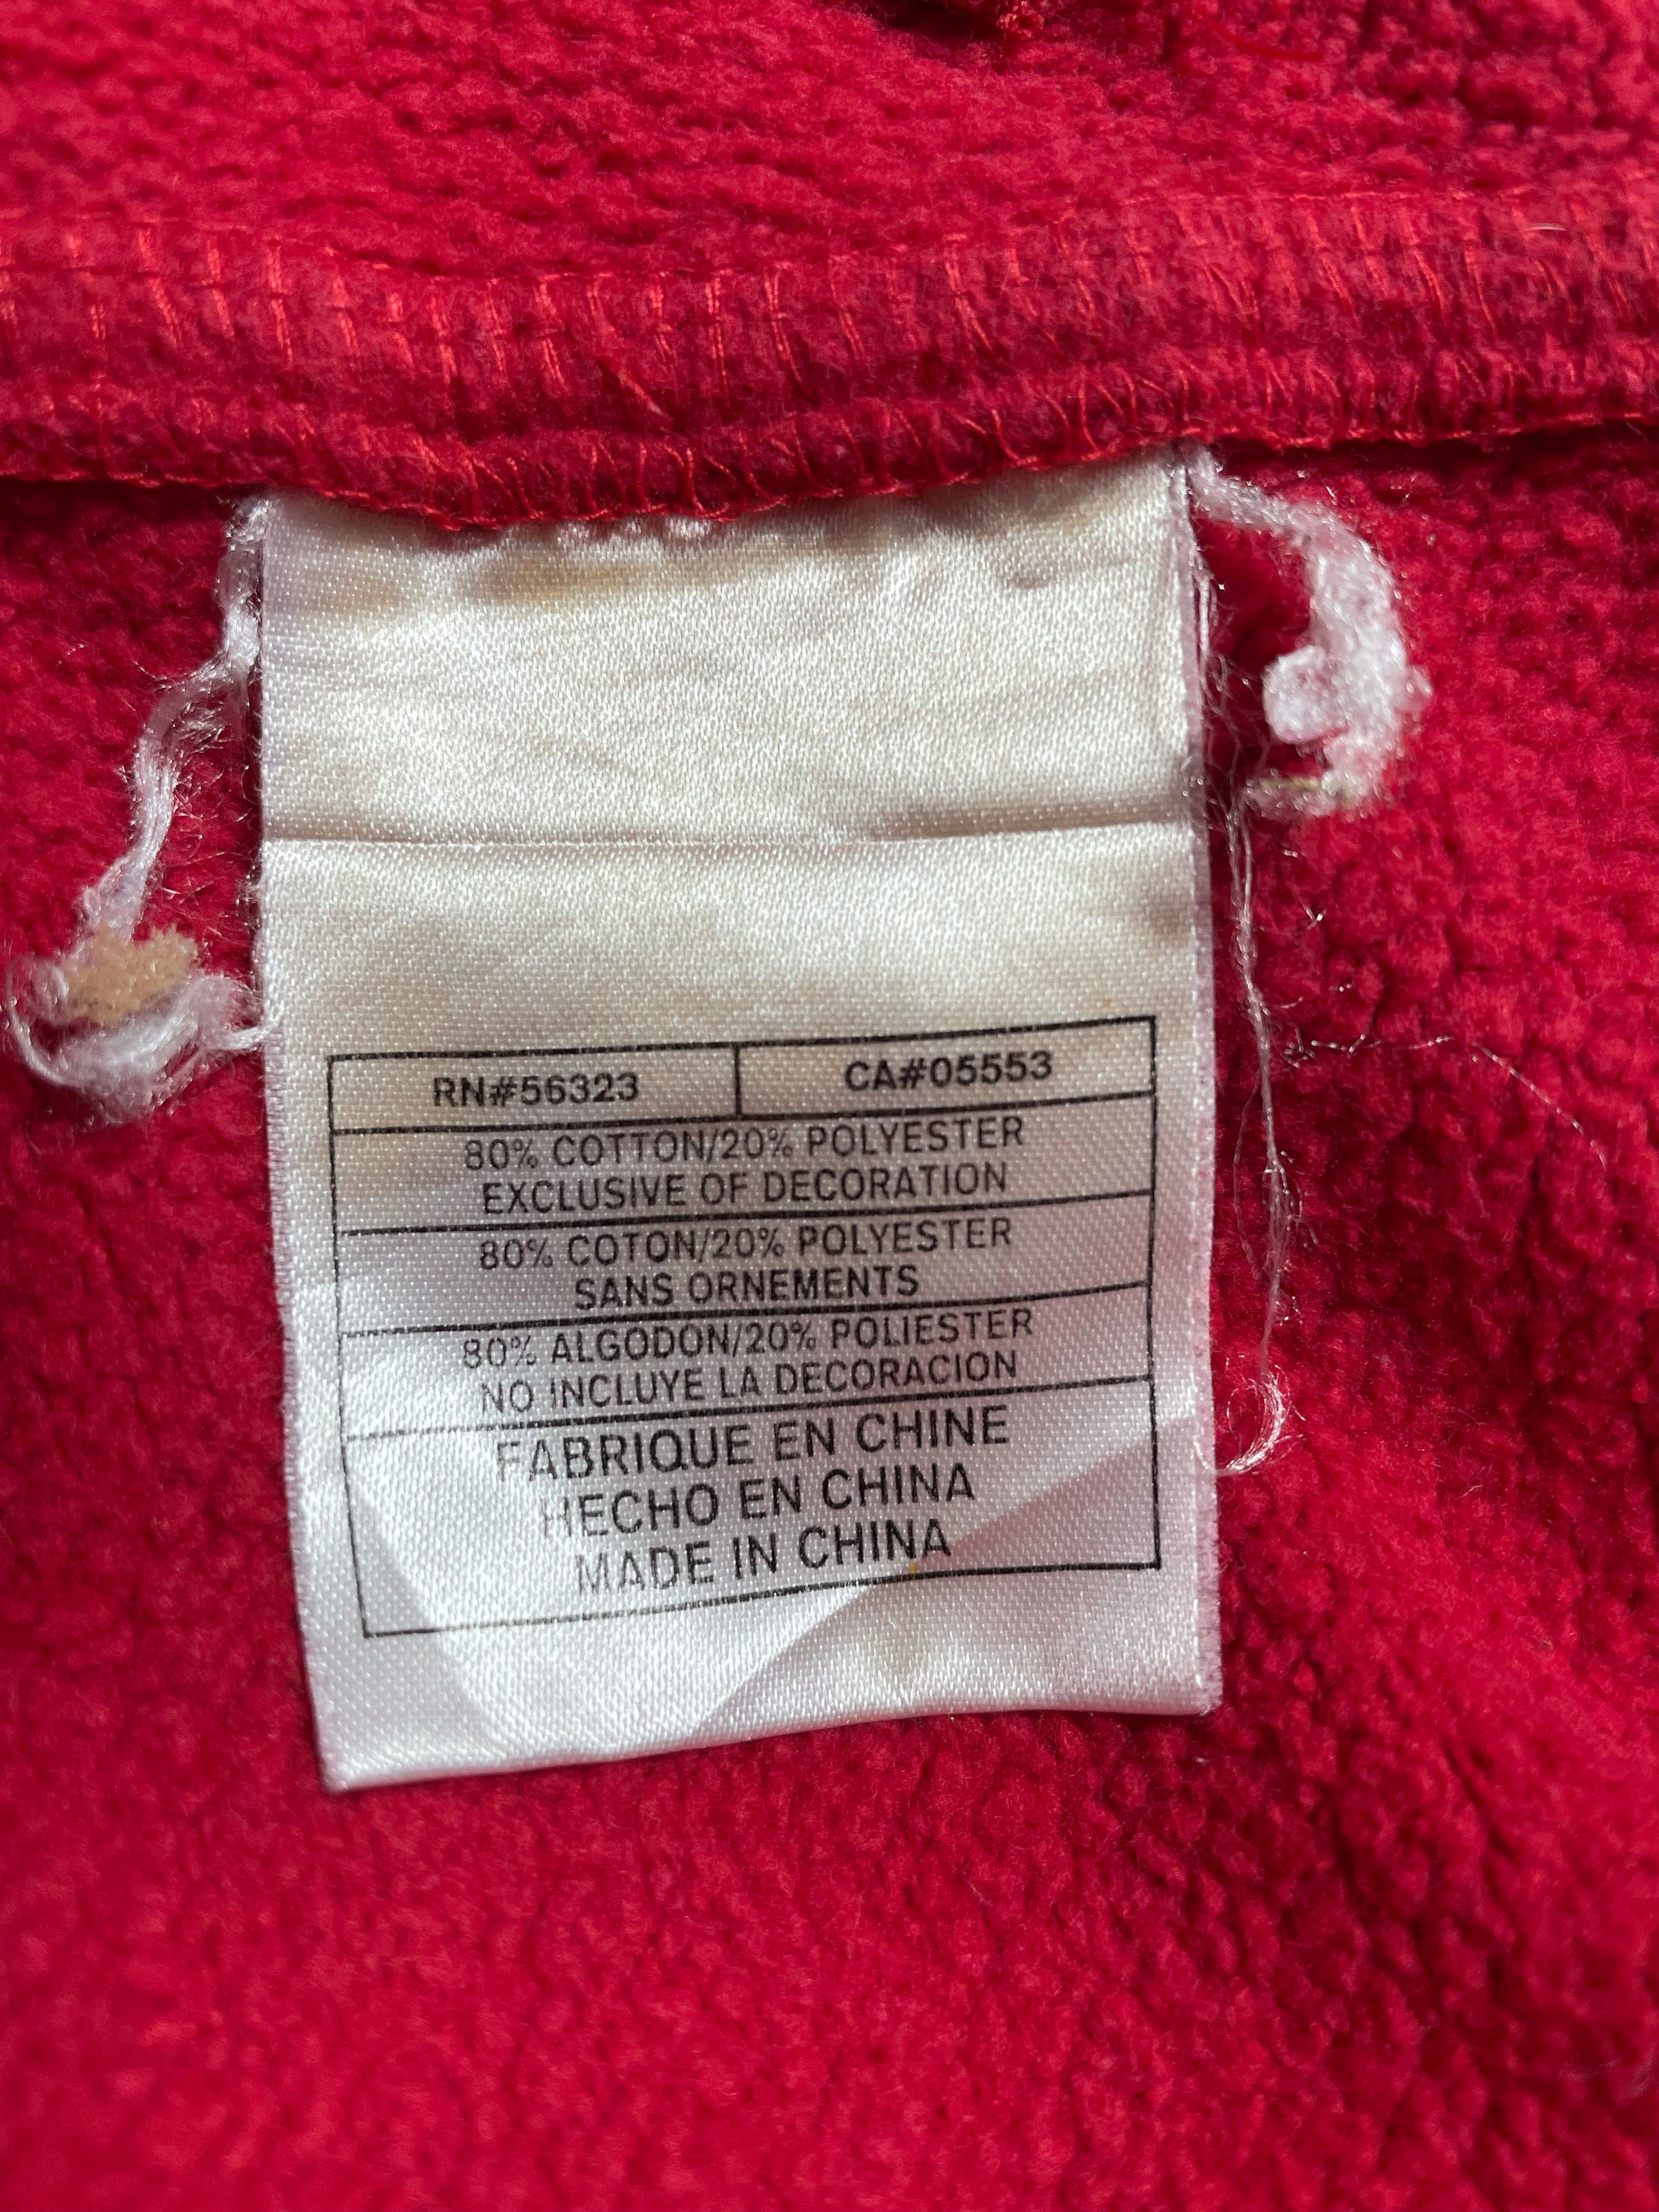 RN#56323 CA#05553
80% COTTON/20% POLYESTER
EXCLUSIVE OF DECORATION
80% COTON/20% POLYESTER
SANS ORNEMENTS
80% ALGODON/20% POLIESTER
NO INCLUYE LA DECORACION
FABRIQUE EN CHINE
HECHO EN CHINA
MADE IN CHINA